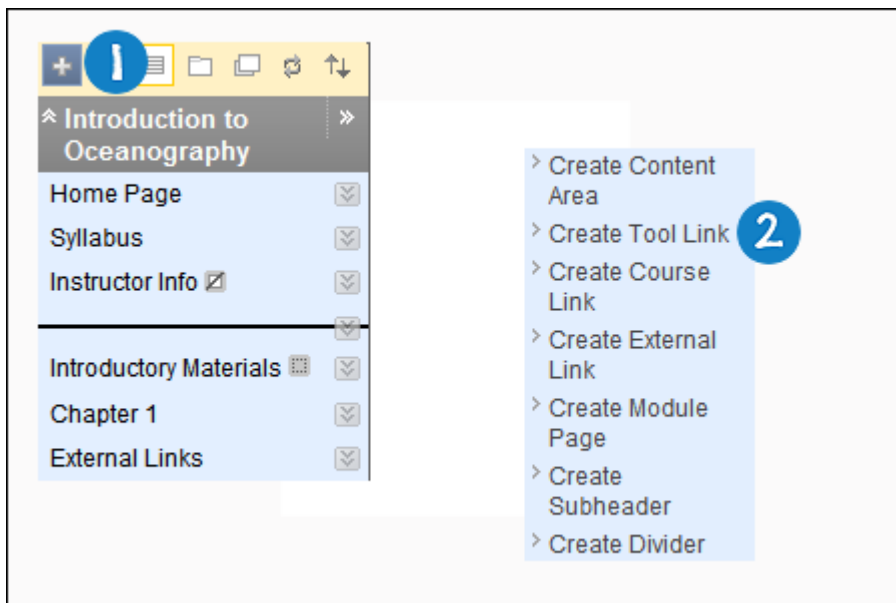 1
Introduction to
Oceanography
Home Page
Syllabus
Instructor Info
Introductory Materials
Chapter 1
External Links
Create Content
Area
Create Tool Link
2
Create Course
Link
Create External
Link
Create Module
Page
Create
Subheader
Create Divider